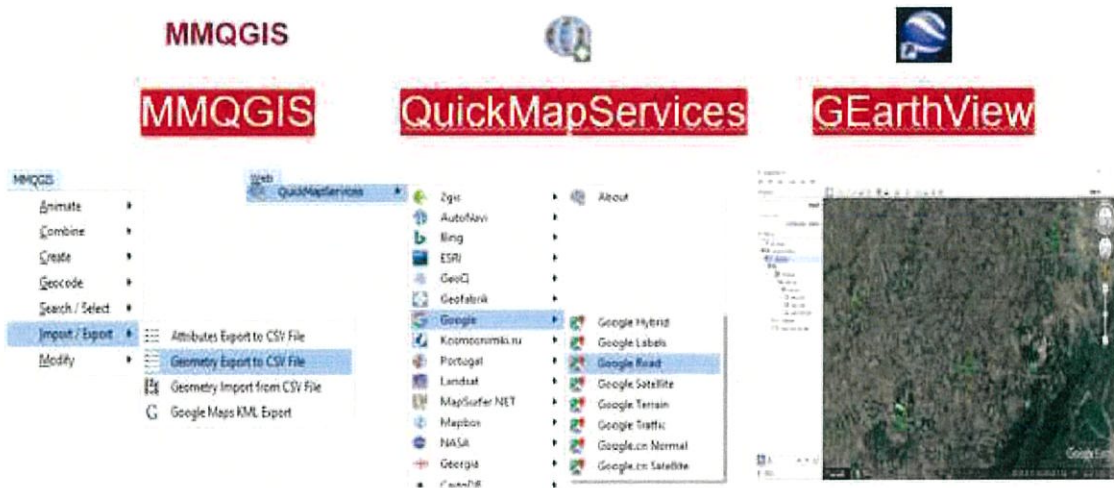 MMQGIS
MMQGIS
QuickMapServices
GEarthView
MMQGIS
Animate
Combine
Create
Geocode
Search / Select
Import / Export
Modify
Attributes Export to CSV File
Geometry Export to CSV File
Geometry Import from CSV File
Google Maps KML Export
Web
QuickMapServices
2gis
AutoNavi
Bing
ESRI
GeoQ
Geofabrik
Google
Kosmosnimki.ru
Portugal
Landsat
MapSurfer.NET
Mapbox
NASA
Georgia
CartoDB
About
Google Hybrid
Google Labels
Google Road
Google Satellite
Google Terrain
Google Traffic
Google.cn Normal
Google.cn Satellite